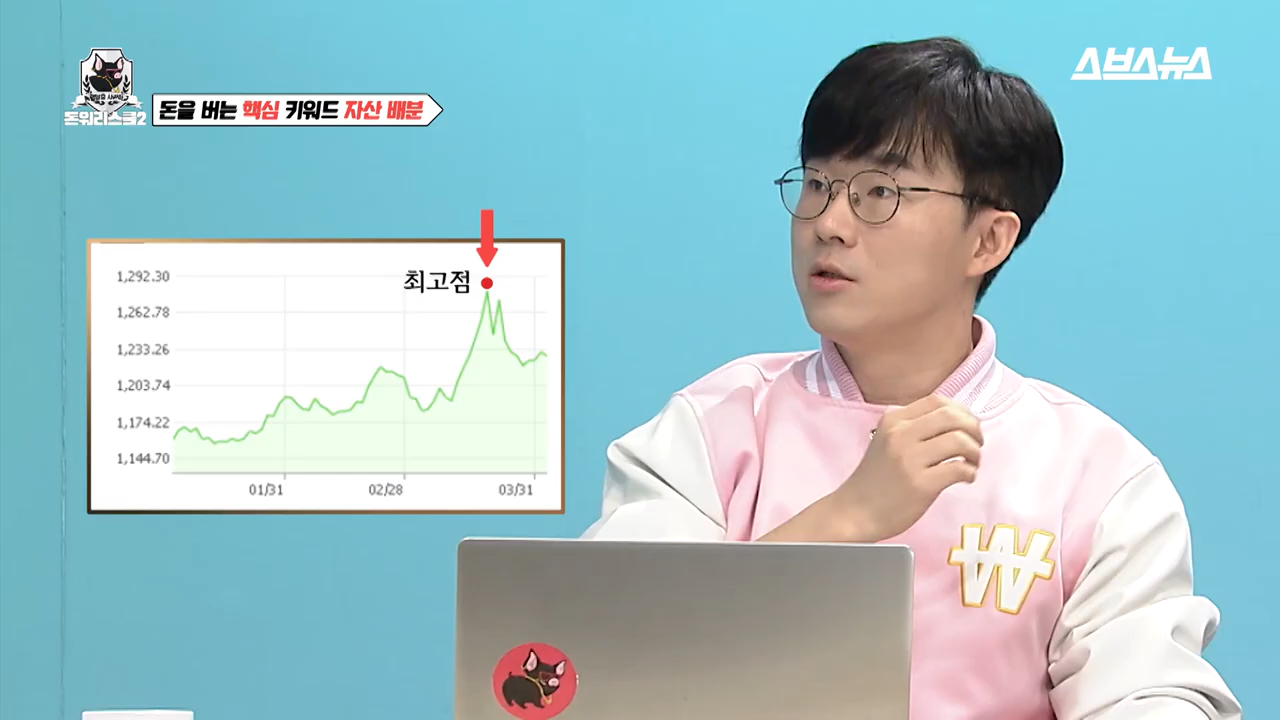 스브스뉴스
돈워리스쿨2
돈을 버는 핵심 키워드 자산 배분
최고점
1,292.30
1,262.78
1,233.26
1,203.74
1,174.22
1,144.70
01/31
02/28
03/31
₩